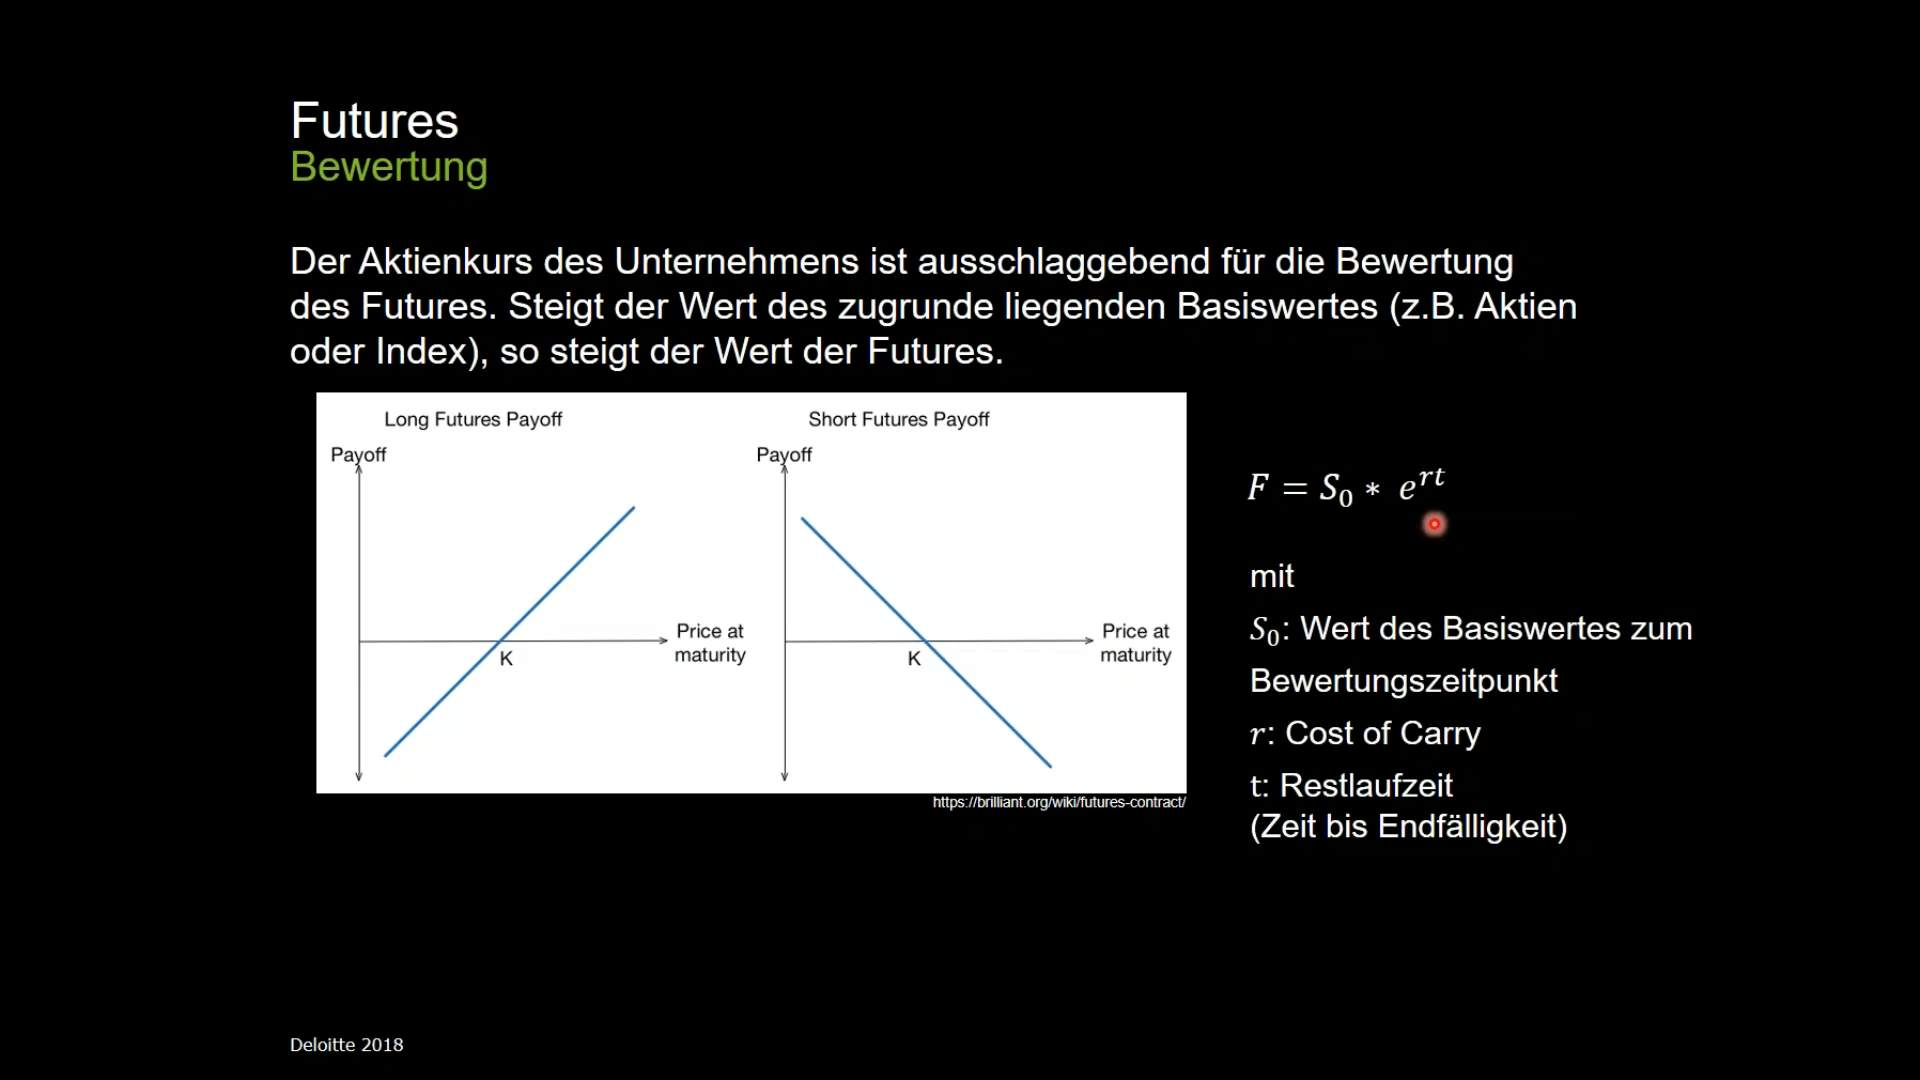 Futures
Bewertung
Der Aktienkurs des Unternehmens ist ausschlaggebend für die Bewertung
des Futures. Steigt der Wert des zugrunde liegenden Basiswertes (z.B. Aktien
oder Index), so steigt der Wert der Futures.
Long Futures Payoff
Payoff
Price at
maturity
K
Short Futures Payoff
Payoff
Price at
maturity
K
https://brilliant.org/wiki/futures-contract/
F = S₀ * eʳᵗ
mit
S₀: Wert des Basiswertes zum
Bewertungszeitpunkt
r: Cost of Carry
t: Restlaufzeit
(Zeit bis Endfälligkeit)
Deloitte 2018